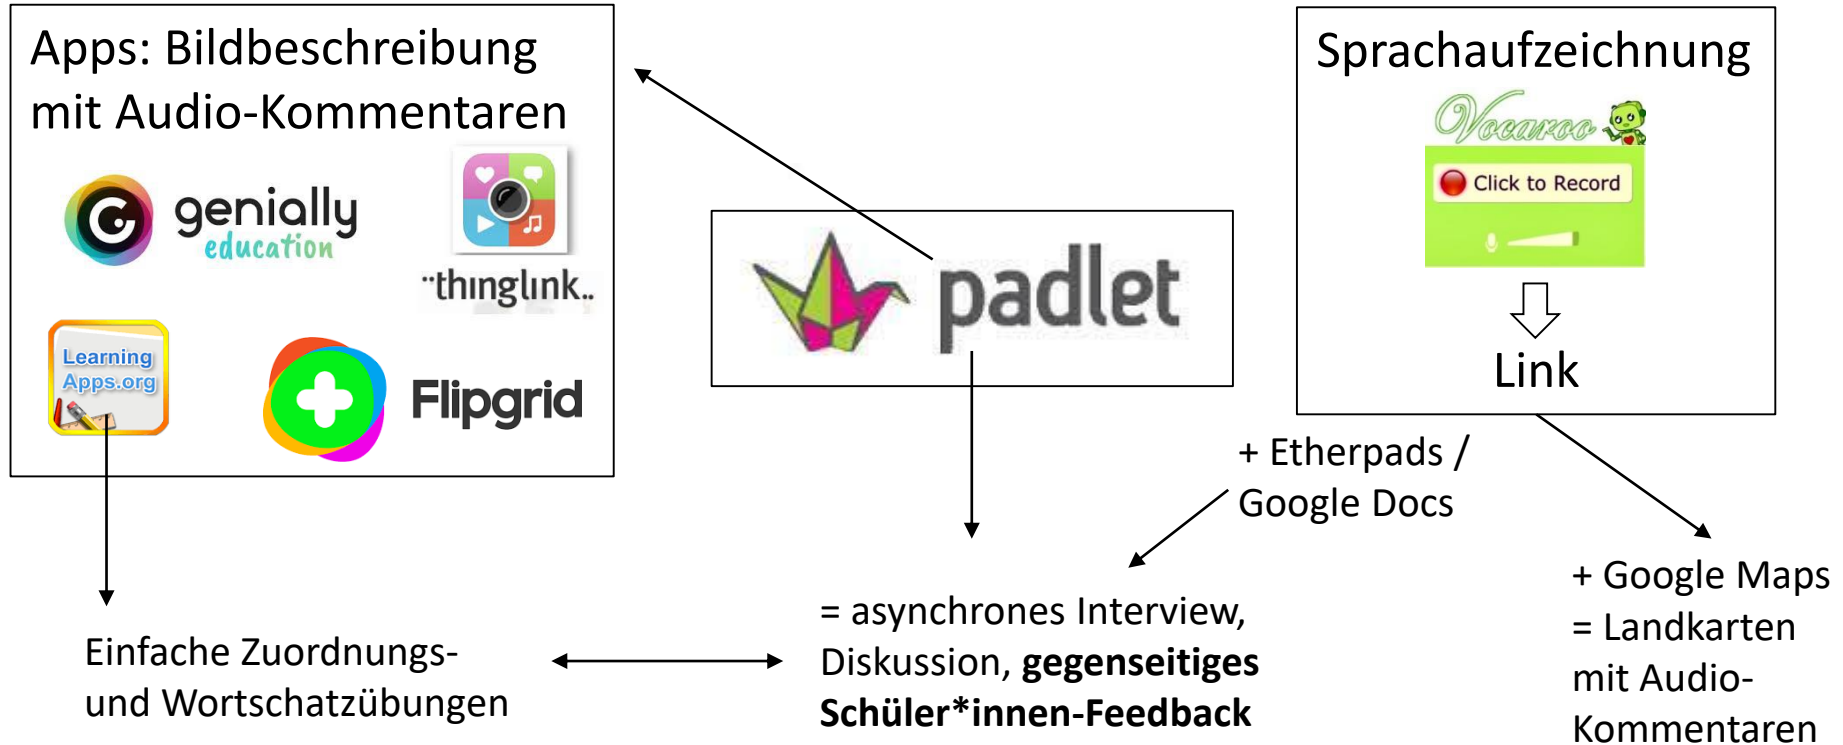 Apps: Bildbeschreibung
mit Audio-Kommentaren
genially
education
thinglink..
Learning
Apps.org
Flipgrid
padlet
Sprachaufzeichnung
Vocaroo
Click to Record
Link
+ Etherpads /
Google Docs
+ Google Maps
= Landkarten
mit Audio-
Kommentaren
= asynchrones Interview,
Diskussion, gegenseitiges
Schüler*innen-Feedback
Einfache Zuordnungs-
und Wortschatzübungen